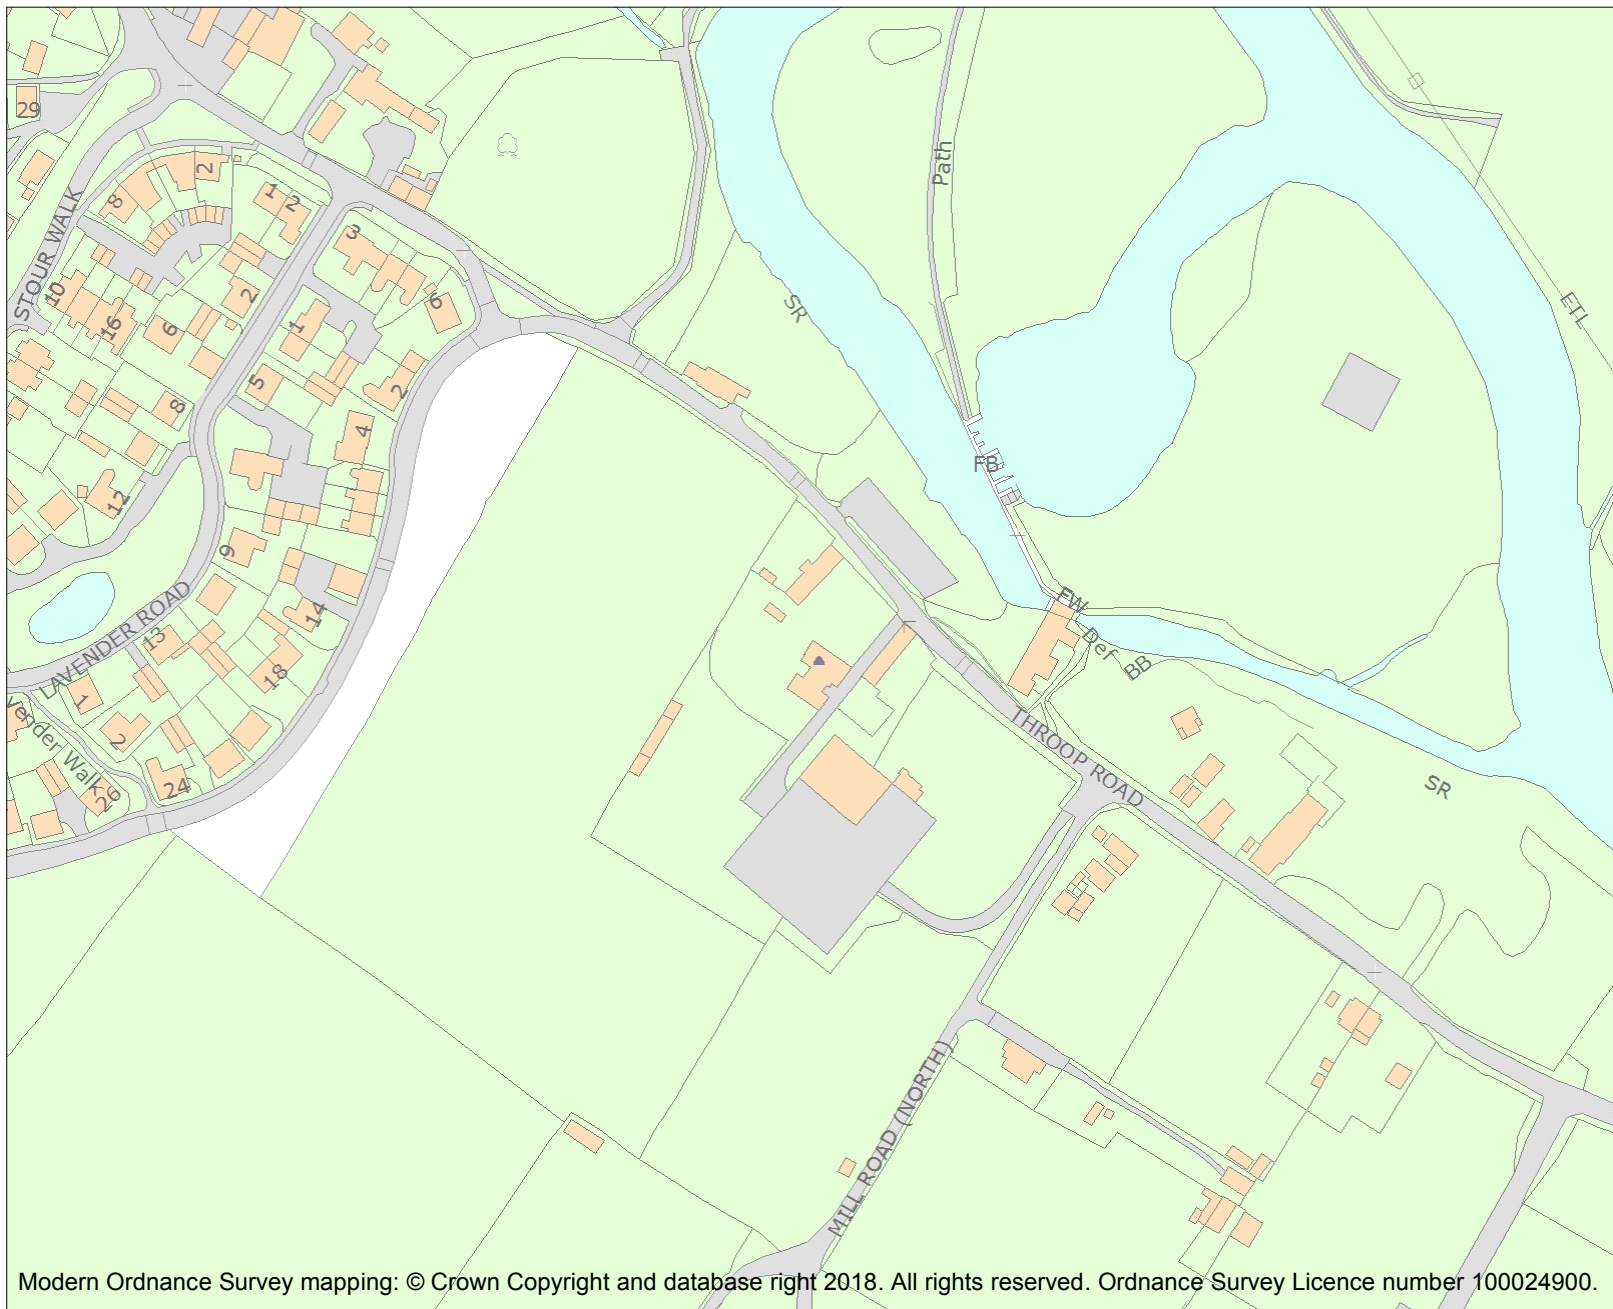 29
STOUR WALK
8
2
1
2
3
6
10
16
6
2
1
5
8
2
4
12
9
14
13
18
LAVENDER ROAD
1
2
24
26
vender Walk
Path
SR
FB
ETL
FW
Def
BB
SR
THROOP ROAD
MILL ROAD (NORTH)
Modern Ordnance Survey mapping: © Crown Copyright and database right 2018. All rights reserved. Ordnance Survey Licence number 100024900.